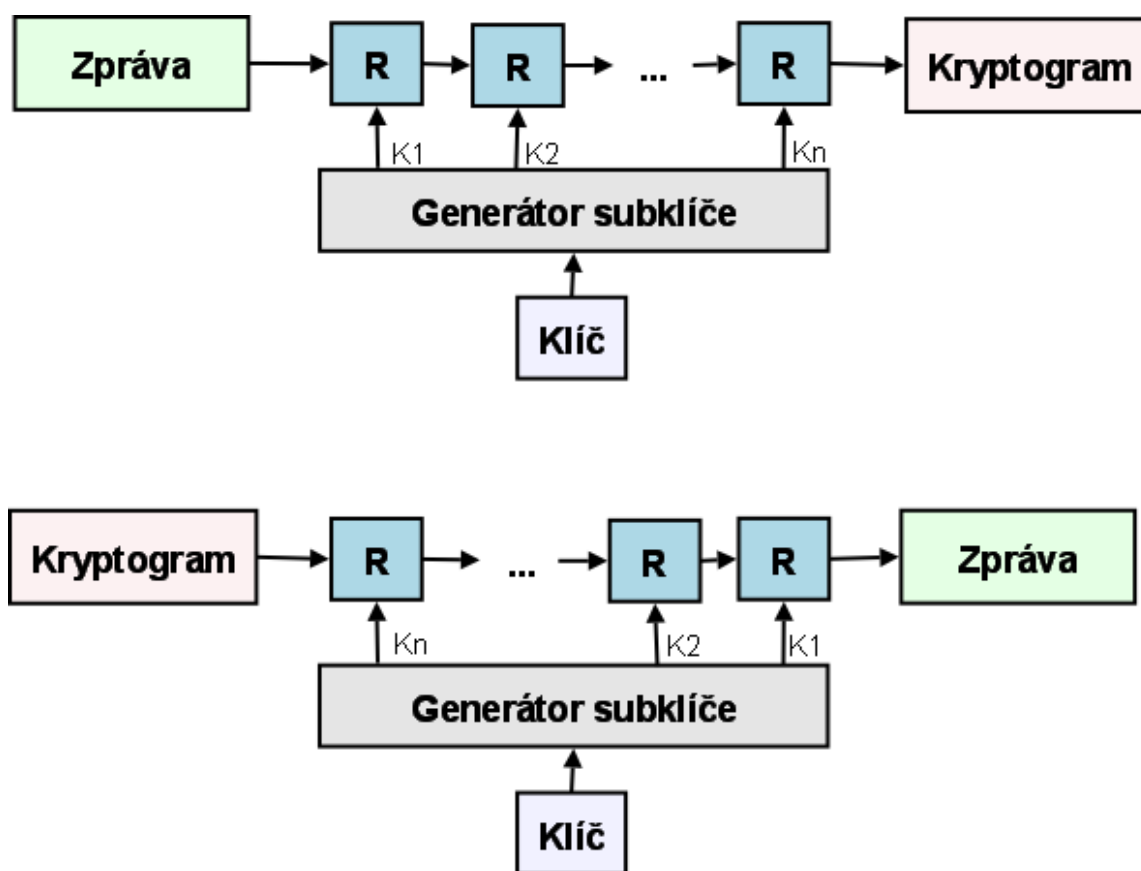 Zpráva R R ... R Kryptogram
K1 K2 Kn
Generátor subklíče
Klíč
Kryptogram R ... R R Zpráva
Kn K2 K1
Generátor subklíče
Klíč